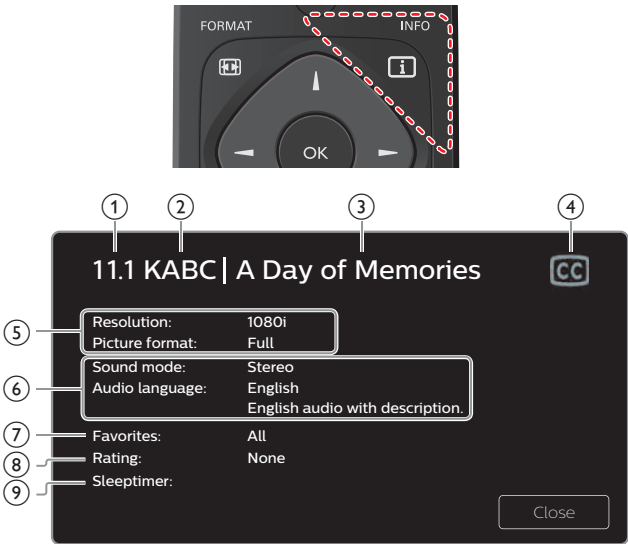 FORMAT INFO
i
OK
1 2 3 4
11.1 KABC | A Day of Memories CC
5 Resolution: 1080i
Picture format: Full
6 Sound mode: Stereo
Audio language: English
English audio with description.
7 Favorites: All
8 Rating: None
9 Sleeptimer:
Close